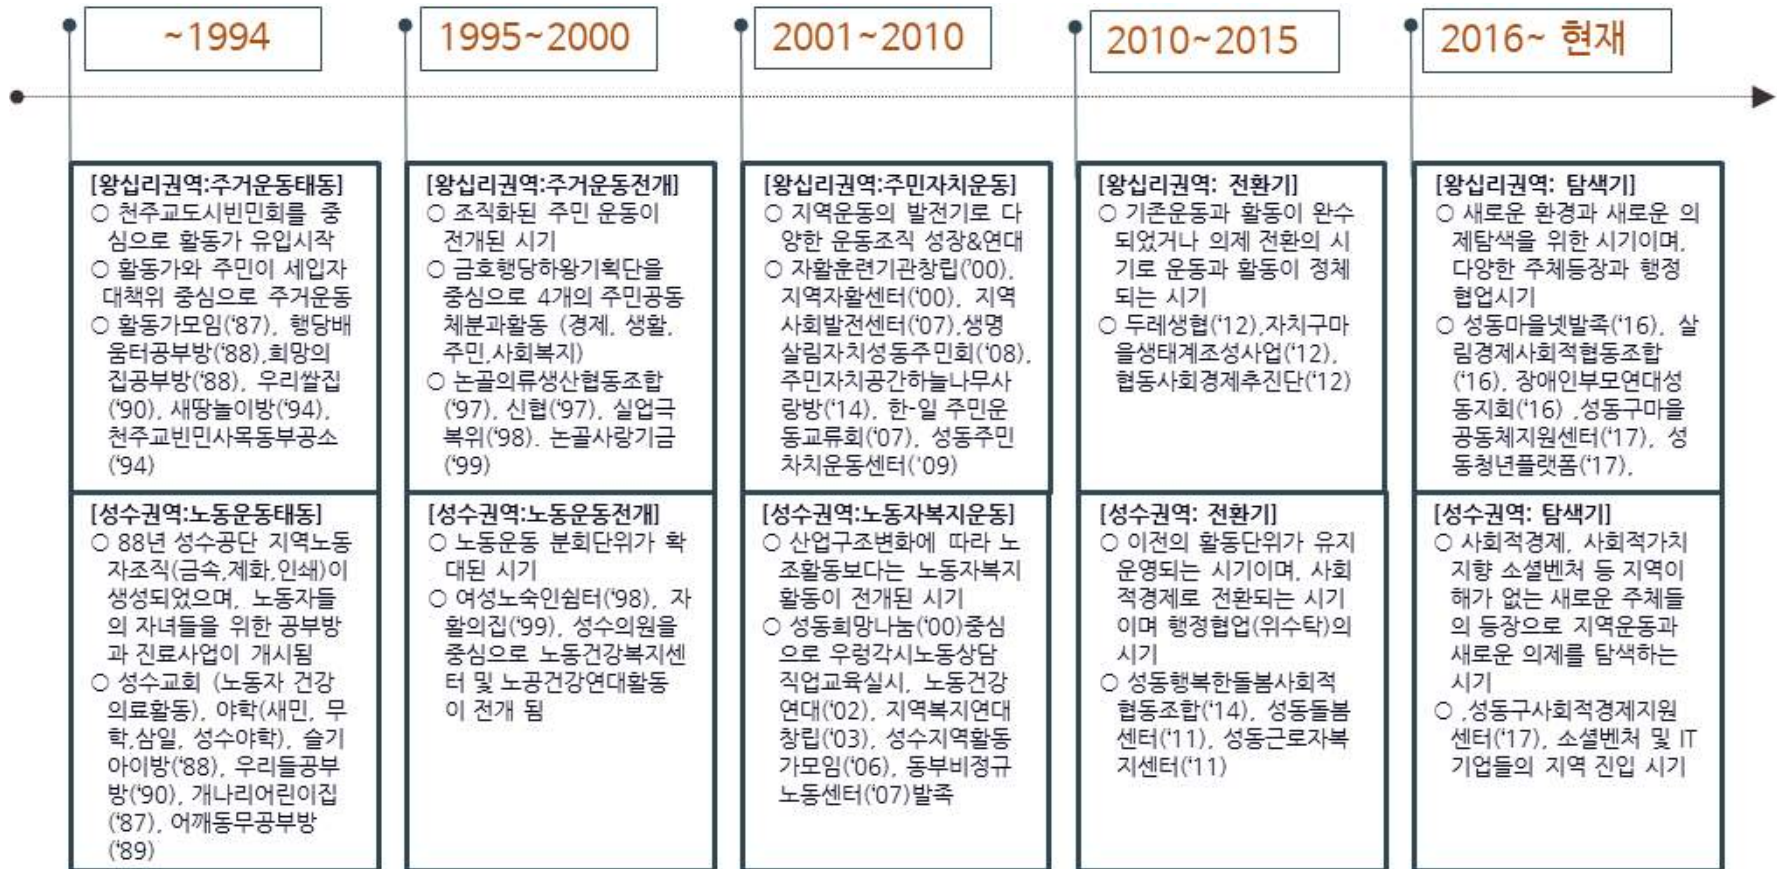 ~1994
1995~2000
2001~2010
2010~2015
2016~ 현재
[왕십리권역:주거운동태동]
○ 천주교도시빈민회를 중
심으로 활동가 유입시작
○ 활동가와 주민이 세입자
대책위 중심으로 주거운동
○ 활동가모임('87), 행당배
움터공부방('88),희망의
집공부방('88), 우리쌀집
('90), 새땅놀이방('94),
천주교빈민사목동부공소
('94)
[왕십리권역:주거운동전개]
○ 조직화된 주민 운동이
전개된 시기
○ 금호행당하왕기획단을
중심으로 4개의 주민공동
체분과활동 (경제, 생활,
주민,사회복지)
○ 논골의류생산협동조합
('97), 신협('97), 실업극
복위('98). 논골사랑기금
('99)
[왕십리권역:주민자치운동]
○ 지역운동의 발전기로 다
양한 운동조직 성장&연대
○ 자활훈련기관창립('00),
지역자활센터('00), 지역
사회발전센터('07),생명
살림자치성동주민회('08),
주민자치공간하늘나무사
랑방('14), 한-일 주민운
동교류회('07), 성동주민
자치운동센터('09)
[왕십리권역: 전환기]
○ 기존운동과 활동이 완수
되었거나 의제 전환의 시
기로 운동과 활동이 정체
되는 시기
○ 두레생협('12),자치구마
을생태계조성사업('12),
협동사회경제추진단('12)
[왕십리권역: 탐색기]
○ 새로운 환경과 새로운 의
제탐색을 위한 시기이며,
다양한 주체등장과 행정
협업시기
○ 성동마을넷발족('16), 살
림경제사회적협동조합
('16), 장애인부모연대성
동지회('16) ,성동구마을
공동체지원센터('17), 성
동청년플랫폼('17),
[성수권역:노동운동태동]
○ 88년 성수공단 지역노동
자조직(금속,제화,인쇄)이
생성되었으며, 노동자들
의 자녀들을 위한 공부방
과 진료사업이 개시됨
○ 성수교회 (노동자 건강
의료활동), 야학(새민, 무
학,삼일, 성수야학), 슬기
아이방('88), 우리들공부
방('90), 개나리어린이집
('87), 어깨동무공부방
('89)
[성수권역:노동운동전개]
○ 노동운동 분회단위가 확
대된 시기
○ 여성노숙인쉼터('98), 자
활의집('99), 성수의원을
중심으로 노동건강복지센
터 및 노공건강연대활동
이 전개 됨
[성수권역:노동자복지운동]
○ 산업구조변화에 따라 노
조활동보다는 노동자복지
활동이 전개된 시기
○ 성동희망나눔('00)중심
으로 우렁각시노동상담
직업교육실시, 노동건강
연대('02), 지역복지연대
창립('03), 성수지역활동
가모임('06), 동부비정규
노동센터('07)발족
[성수권역: 전환기]
○ 이전의 활동단위가 유지
운영되는 시기이며, 사회
적경제로 전환되는 시기
이며 행정협업(위수탁)의
시기
○ 성동행복한돌봄사회적
협동조합('14), 성동돌봄
센터('11), 성동근로자복
지센터('11)
[성수권역: 탐색기]
○ 사회적경제, 사회적가치
지향 소셜벤처 등 지역이
해가 없는 새로운 주체들
의 등장으로 지역운동과
새로운 의제를 탐색하는
시기
○ ,성동구사회적경제지원
센터('17), 소셜벤처 및 IT
기업들의 지역 진입 시기